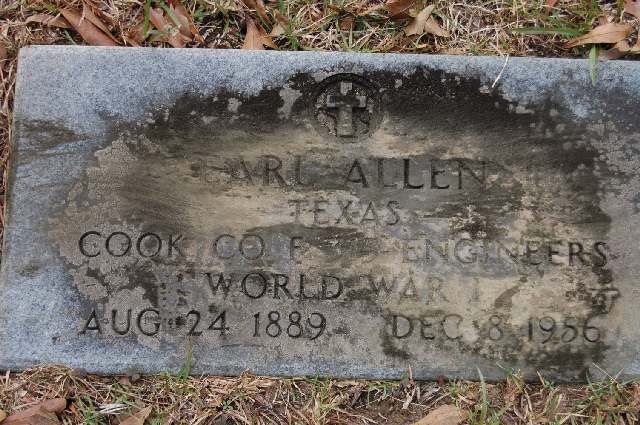 ALLEN
TEXAS
COOK CO F ENGINEERS
WORLD WAR I
AUG 24 1889 DEC 8 1956